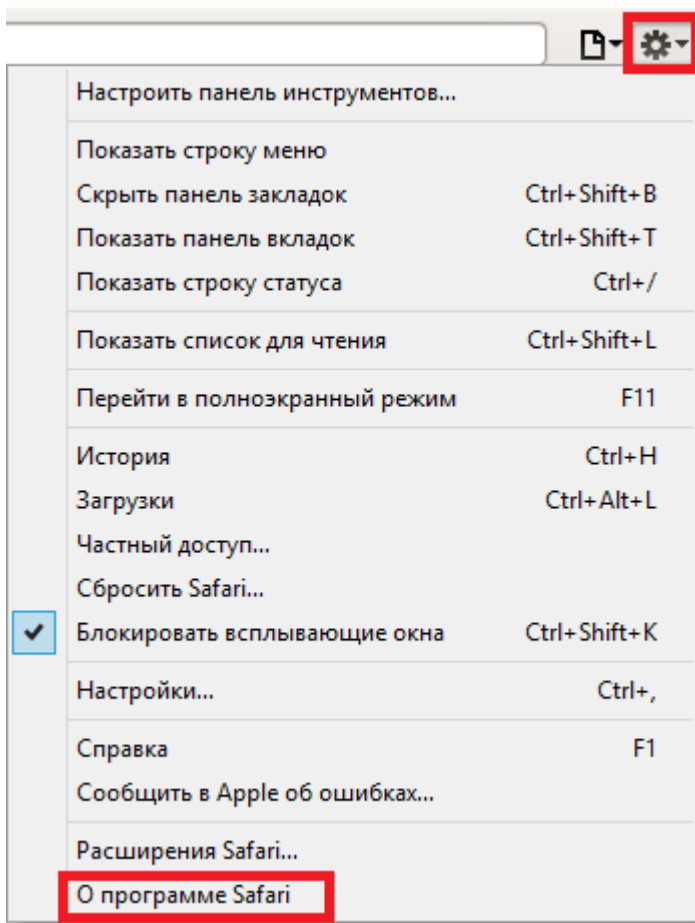 Настроить панель инструментов...
Показать строку меню
Скрыть панель закладок Ctrl+Shift+B
Показать панель вкладок Ctrl+Shift+T
Показать строку статуса Ctrl+/
Показать список для чтения Ctrl+Shift+L
Перейти в полноэкранный режим F11
История Ctrl+H
Загрузки Ctrl+Alt+L
Частный доступ...
Сбросить Safari...
Блокировать всплывающие окна Ctrl+Shift+K
Настройки... Ctrl+,
Справка F1
Сообщить в Apple об ошибках...
Расширения Safari...
О программе Safari